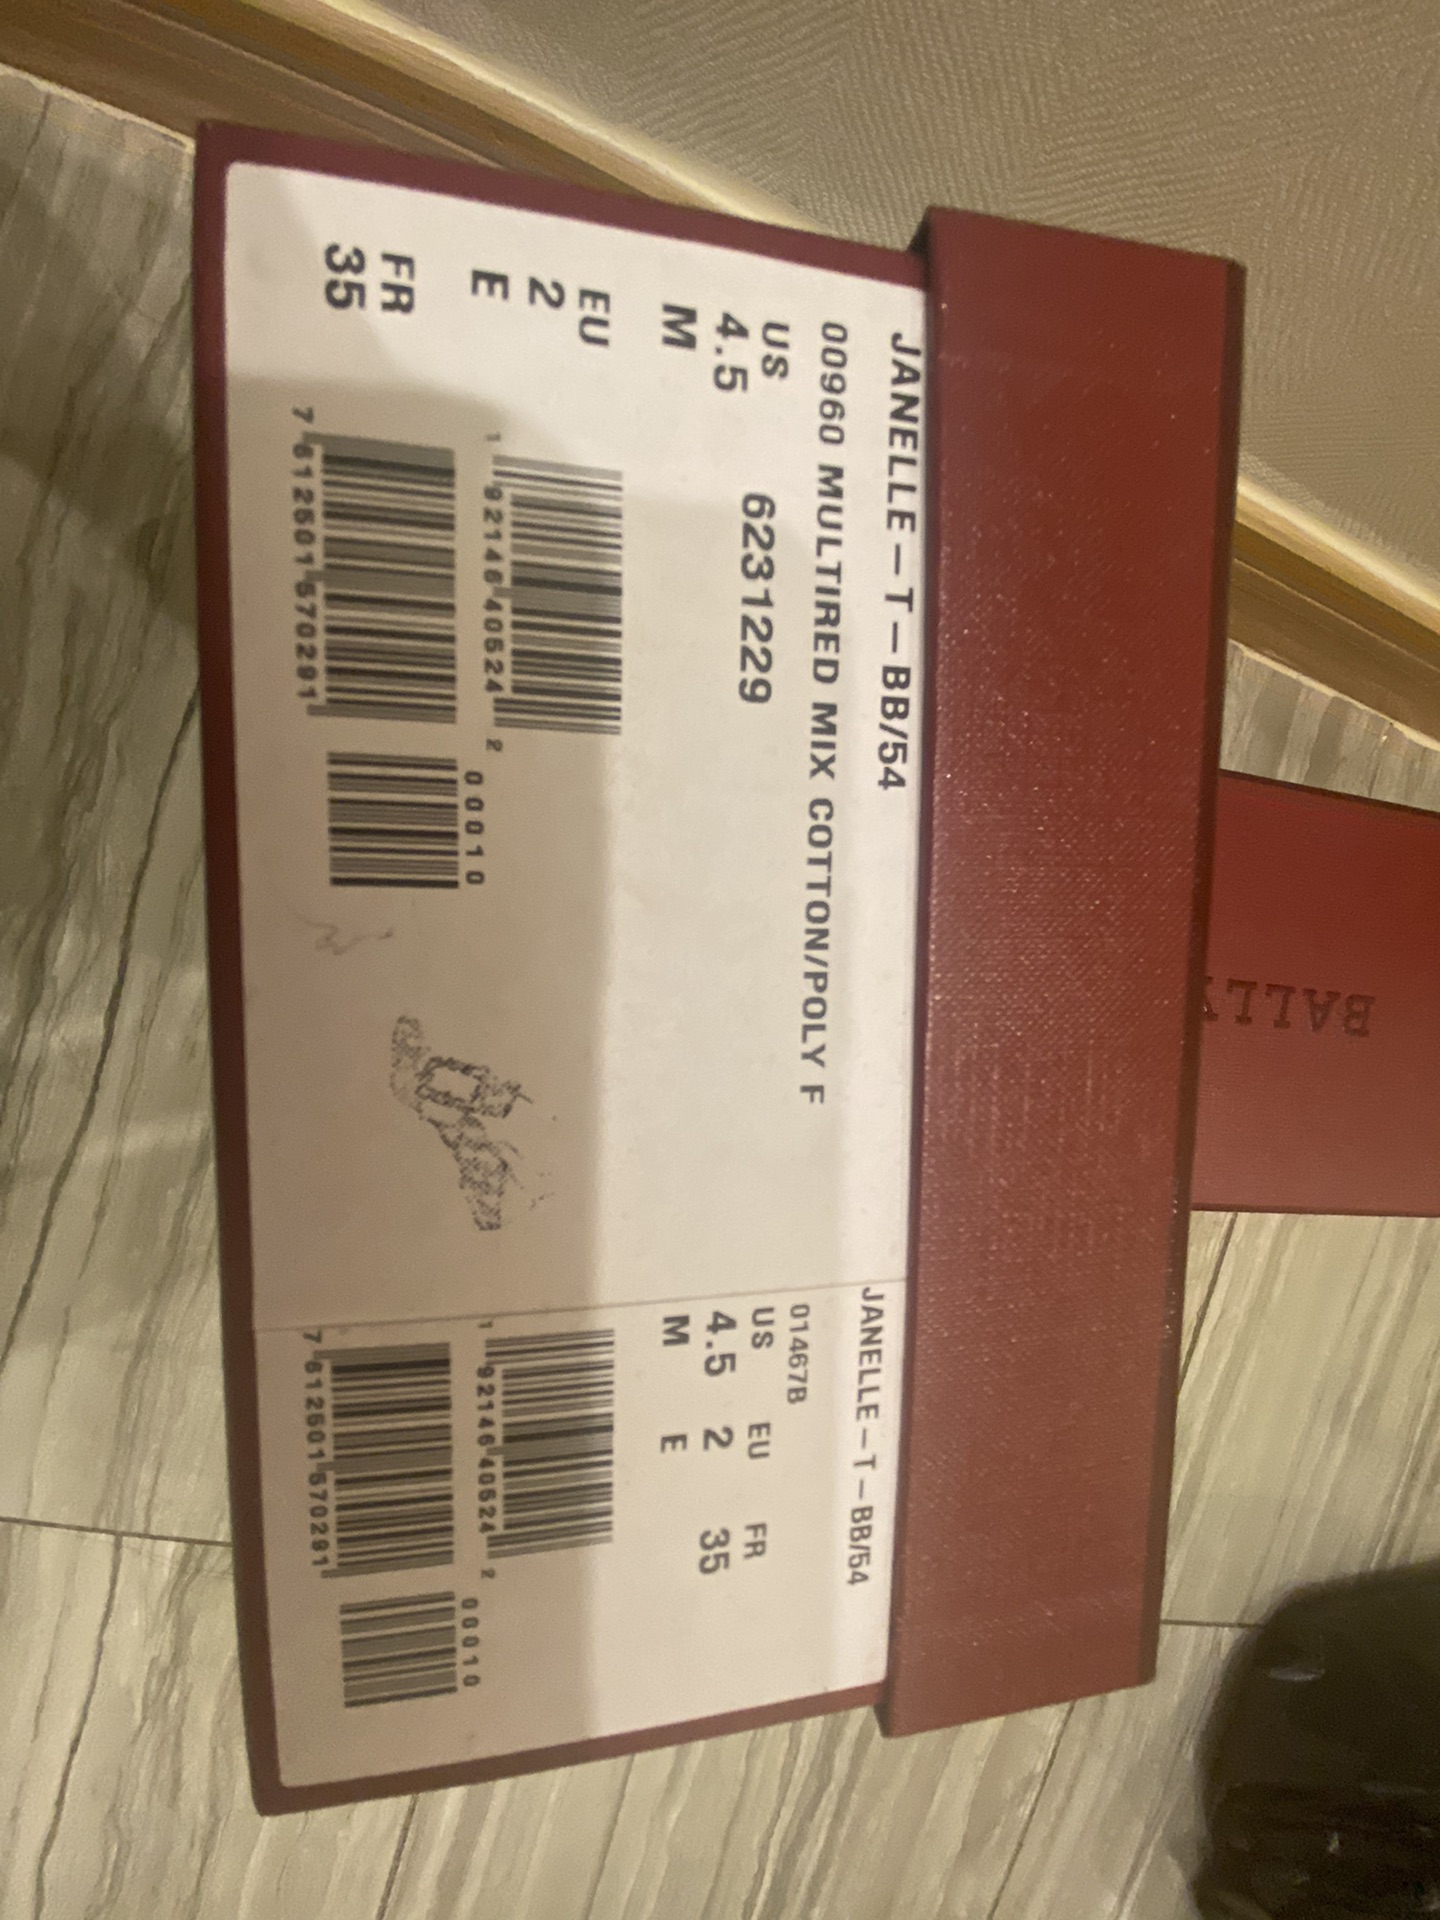 JANELLE-T-BB/54
00960 MULTIRED MIX COTTON/POLY F
US
4.5
M
6231229
EU
2
E
FR
35
1 92146 40524 2
7 612501 570291
00010
JANELLE-T-BB/54
01467B
US EU FR
4.5 2 35
M E
1 92146 40524 2
7 612501 570291
00010
BALLY